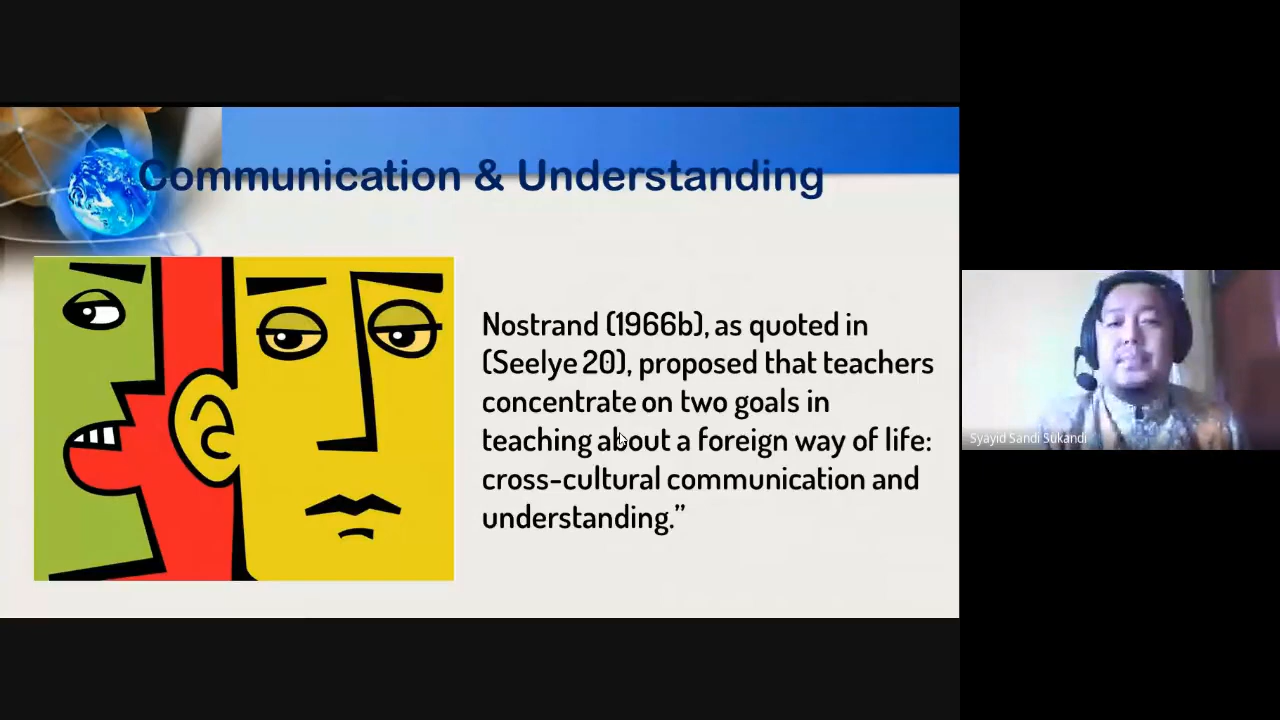 Communication & Understanding
Nostrand (1966b), as quoted in
(Seelye 20), proposed that teachers
concentrate on two goals in
teaching about a foreign way of life:
cross-cultural communication and
understanding.”
Syayid Sandi Sukandi